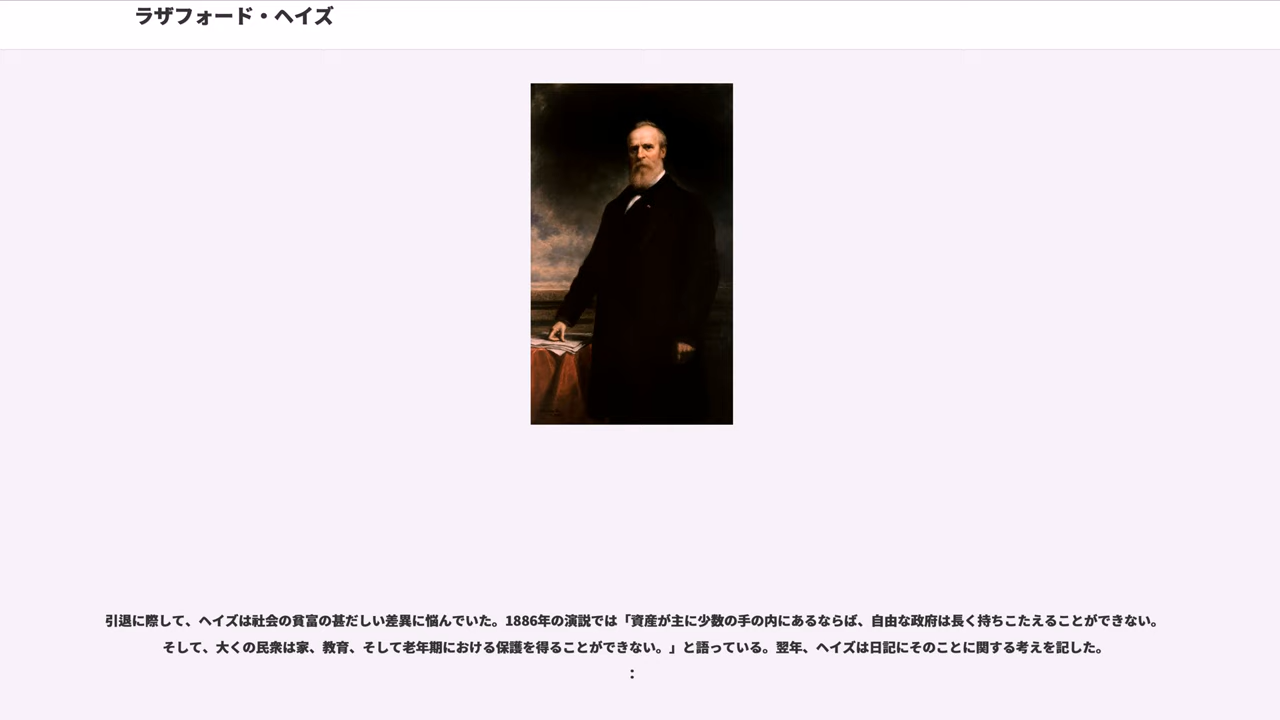 ラザフォード・ヘイズ
引退に際して、ヘイズは社会の貧富の甚だしい差異に悩んでいた。1886年の演説では「資産が主に少数の手の内にあるならば、自由な政府は長く持ちこたえることができない。
そして、大くの民衆は家、教育、そして老年期における保護を得ることができない。」と語っている。翌年、ヘイズは日記にそのことに関する考えを記した。
：